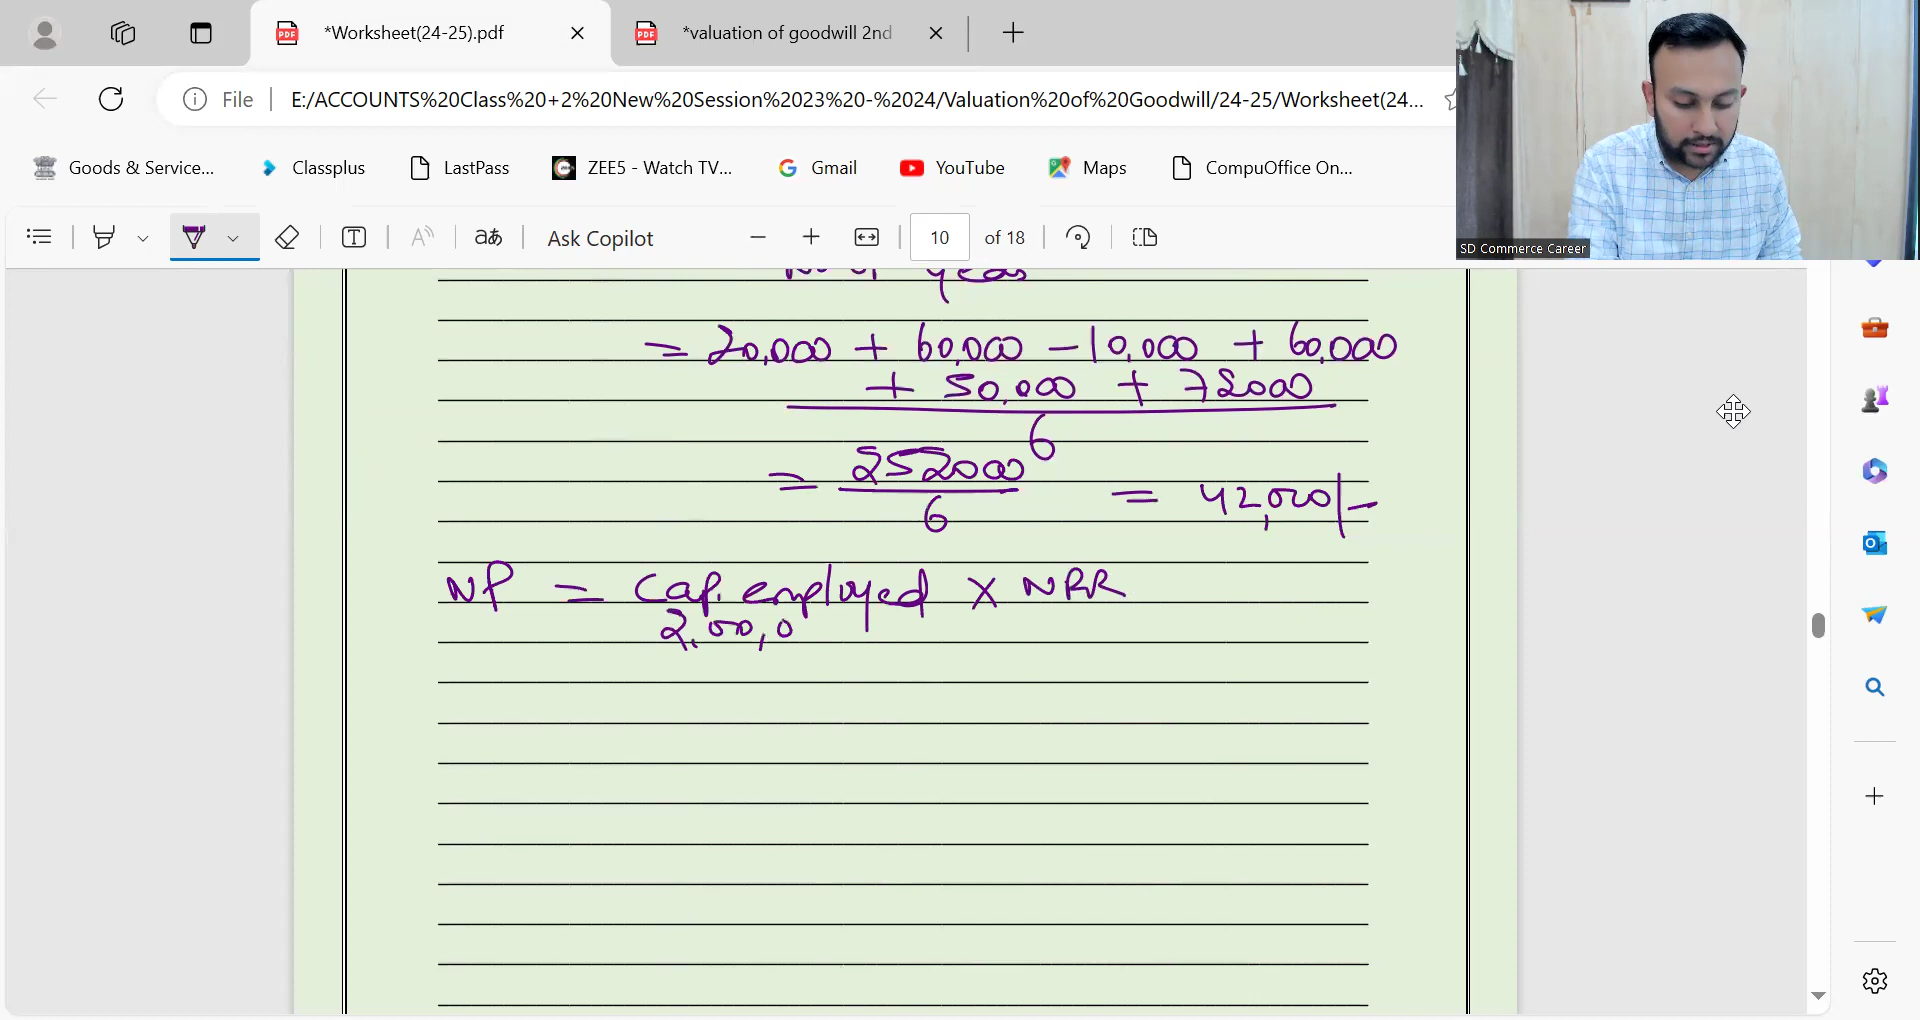 *Worksheet(24-25).pdf
*valuation of goodwill 2nd
File
E:/ACCOUNTS%20Class%20+2%20New%20Session%2023%20-%2024/Valuation%20of%20Goodwill/24-25/Worksheet(24...
Goods & Service...
Classplus
LastPass
ZEE5 - Watch TV...
Gmail
YouTube
Maps
CompuOffice On...
Ask Copilot
10 of 18
SD Commerce Career
No of years
= 20,000 + 60,000 - 10,000 + 60,000
+ 50,000 + 72000
6
= 252000
6
= 42,000/-
NP = Cap. employed X NRR
2,00,0